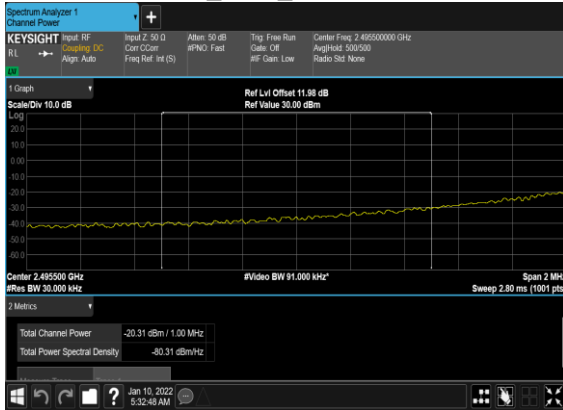 Spectrum Analyzer 1
Channel Power
+
KEYSIGHT Input: RF Input Z: 50 Ω Atten: 50 dB Trig: Free Run Center Freq: 2.495500000 GHz
RL Coupling: DC Corr CCorr #PNO: Fast Gate: Off Avg|Hold: 500/500
Align: Auto Freq Ref: Int (S) #IF Gain: Low Radio Std: None
1 Graph
Ref Lvl Offset 11.98 dB
Scale/Div 10.0 dB Ref Value 30.00 dBm
Log
20.0
10.0
0.00
-10.0
-20.0
-30.0
-40.0
-50.0
-60.0
Center 2.495500 GHz #Video BW 91.000 kHz* Span 2 MHz
#Res BW 30.000 kHz Sweep 2.80 ms (1001 pts
2 Metrics
Total Channel Power -20.31 dBm / 1.00 MHz
Total Power Spectral Density -80.31 dBm/Hz
? Jan 10, 2022
5:32:48 AM